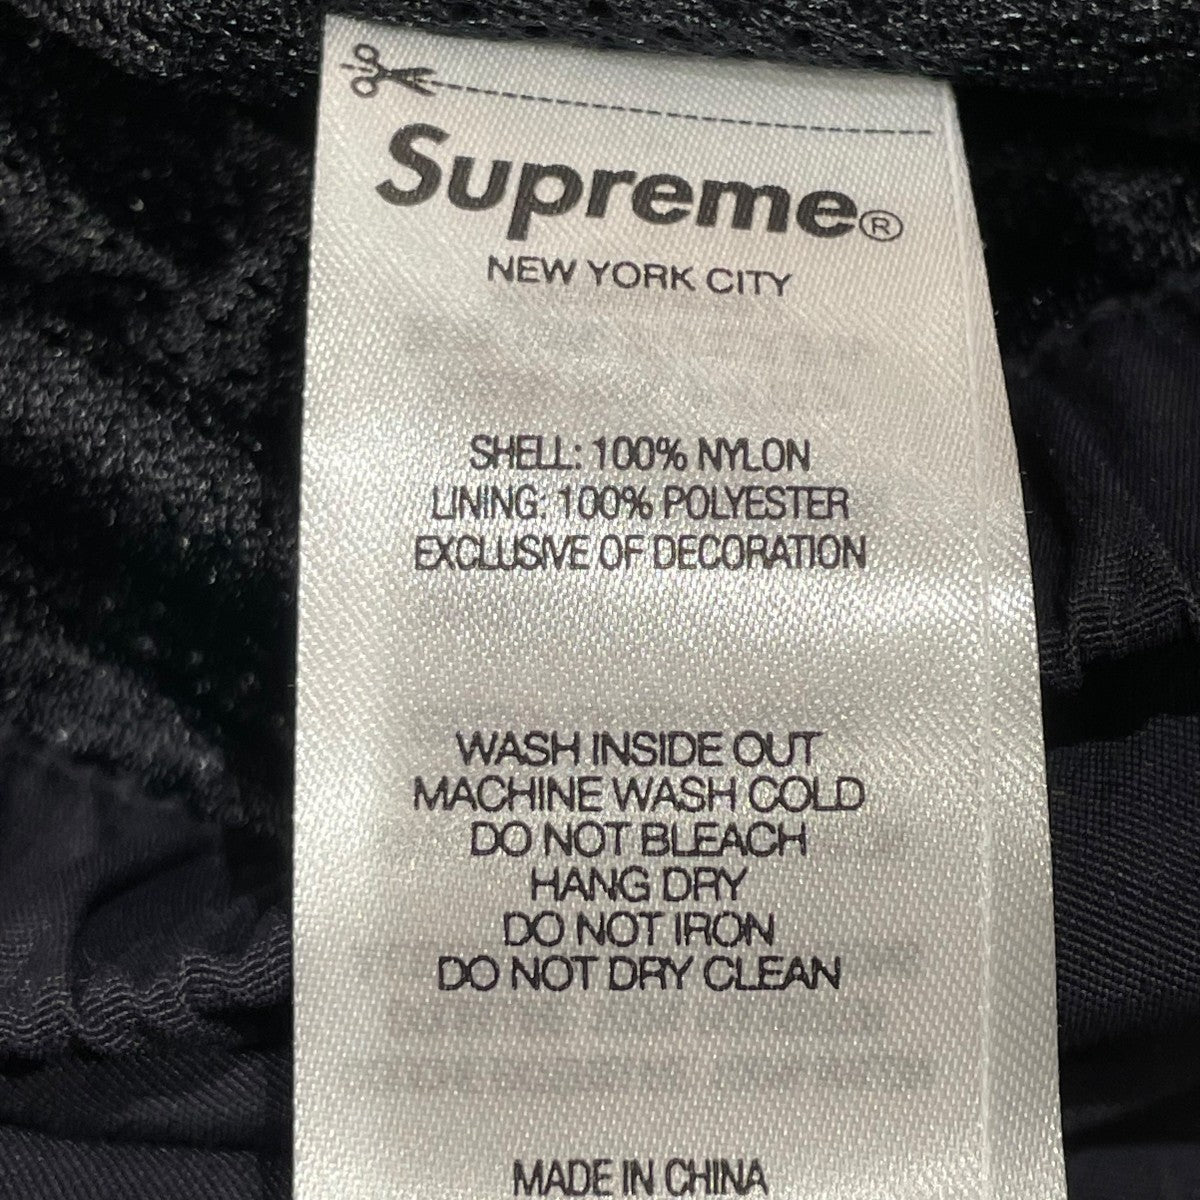 Supreme®
NEW YORK CITY
SHELL: 100% NYLON
LINING: 100% POLYESTER
EXCLUSIVE OF DECORATION
WASH INSIDE OUT
MACHINE WASH COLD
DO NOT BLEACH
HANG DRY
DO NOT IRON
DO NOT DRY CLEAN
MADE IN CHINA